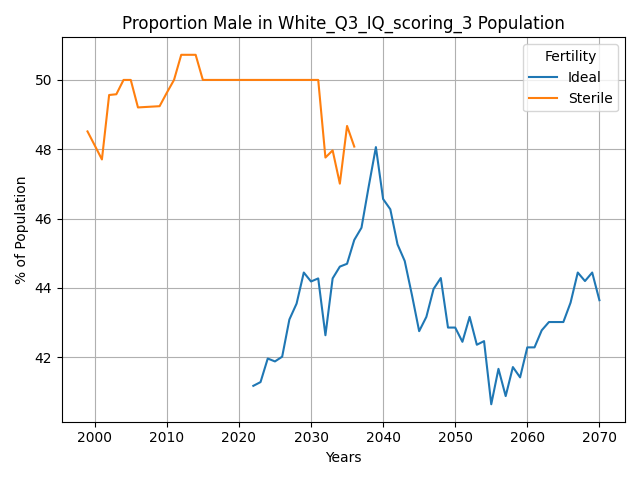 Proportion Male in White_Q3_IQ_scoring_3 Population
Fertility
Ideal
Sterile
50
48
46
44
42
% of Population
2000
2010
2020
2030
2040
2050
2060
2070
Years